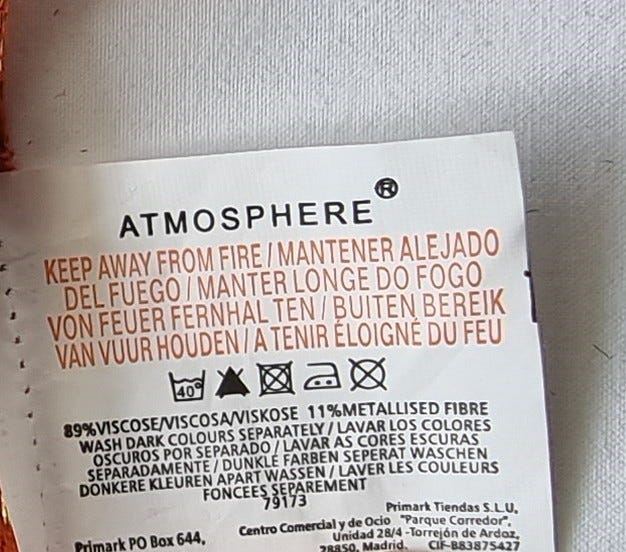 ATMOSPHERE®
KEEP AWAY FROM FIRE / MANTENER ALEJADO
DEL FUEGO / MANTER LONGE DO FOGO
VON FEUER FERNHAL TEN / BUITEN BEREIK
VAN VUUR HOUDEN / A TENIR ÉLOIGNÉ DU FEU
40°
89%VISCOSE/VISCOSA/VISKOSE 11%METALLISED FIBRE
WASH DARK COLOURS SEPARATELY / LAVAR LOS COLORES
OSCUROS POR SEPARADO / LAVAR AS CORES ESCURAS
SEPARADAMENTE / DUNKLE FARBEN SEPERAT WASCHEN
DONKERE KLEUREN APART WASSEN / LAVER LES COULEURS
FONCEES SÉPAREMENT
79173
Primark PO Box 644,
Primark Tiendas S.L.U,
Centro Comercial y de Ocio "Parque Corredor",
Unidad 28/4 -Torrejón de Ardoz,
28850, Madrid. CIF-B83875427